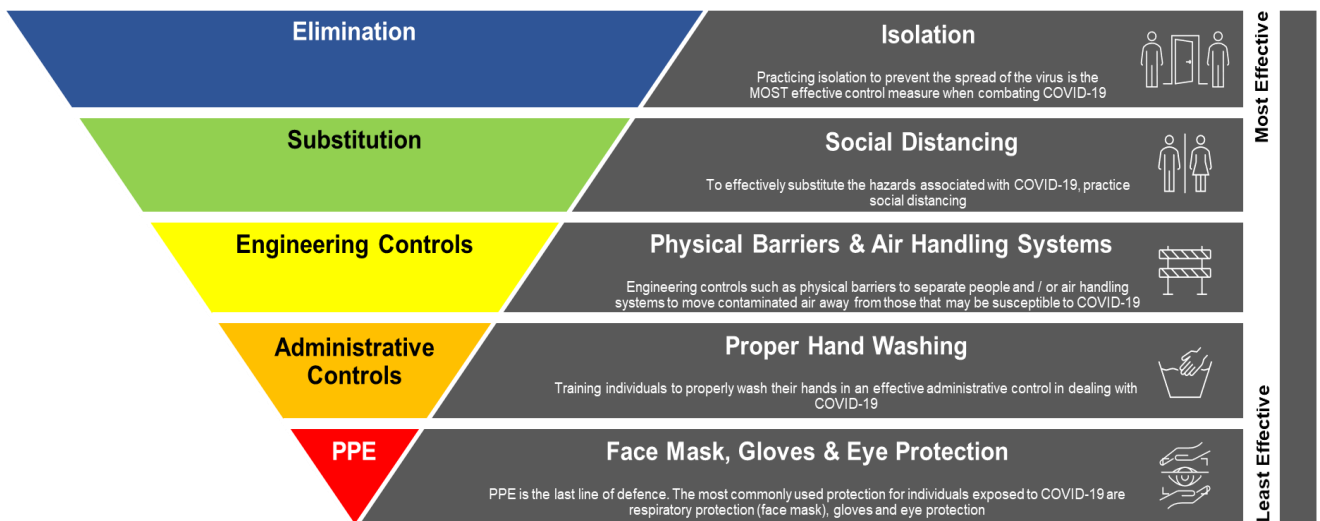 Elimination
Isolation
Practicing isolation to prevent the spread of the virus is the
MOST effective control measure when combating COVID-19
Substitution
Social Distancing
To effectively substitute the hazards associated with COVID-19, practice
social distancing
Engineering Controls
Physical Barriers & Air Handling Systems
Engineering controls such as physical barriers to separate people and / or air handling
systems to move contaminated air away from those that may be susceptible to COVID-19
Administrative
Controls
Proper Hand Washing
Training individuals to properly wash their hands in an effective administrative control in dealing with
COVID-19
PPE
Face Mask, Gloves & Eye Protection
PPE is the last line of defence. The most commonly used protection for individuals exposed to COVID-19 are
respiratory protection (face mask), gloves and eye protection
Most Effective
Least Effective